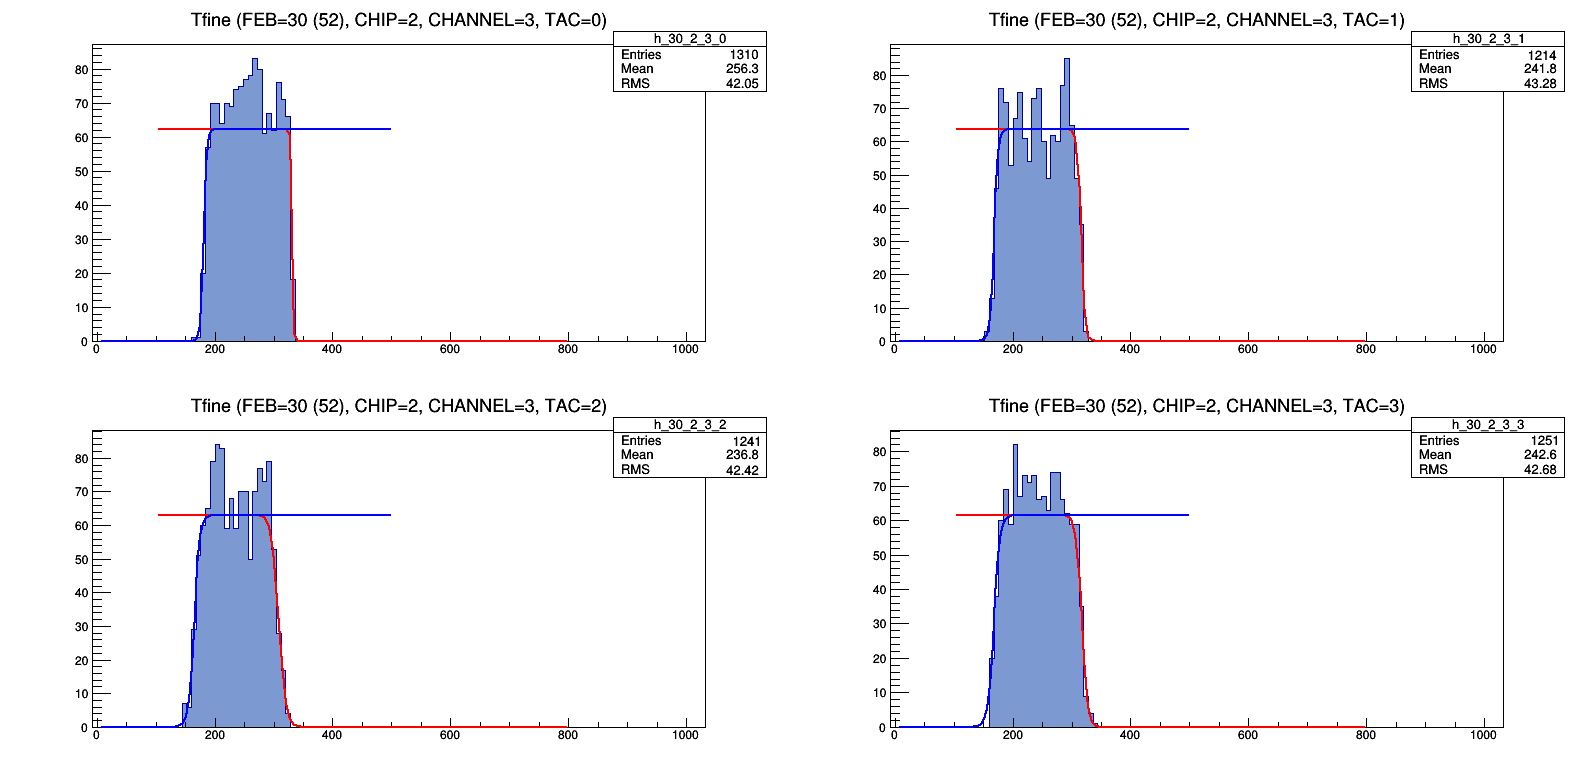 Tfine (FEB=30 (52), CHIP=2, CHANNEL=3, TAC=0)
h_30_2_3_0
Entries 1310
Mean 256.3
RMS 42.05
80
70
60
50
40
30
20
10
0
0 200 400 600 800 1000
Tfine (FEB=30 (52), CHIP=2, CHANNEL=3, TAC=1)
h_30_2_3_1
Entries 1214
Mean 241.8
RMS 43.28
80
70
60
50
40
30
20
10
0
0 200 400 600 800 1000
Tfine (FEB=30 (52), CHIP=2, CHANNEL=3, TAC=2)
h_30_2_3_2
Entries 1241
Mean 236.8
RMS 42.42
80
70
60
50
40
30
20
10
0
0 200 400 600 800 1000
Tfine (FEB=30 (52), CHIP=2, CHANNEL=3, TAC=3)
h_30_2_3_3
Entries 1251
Mean 242.6
RMS 42.68
80
70
60
50
40
30
20
10
0
0 200 400 600 800 1000